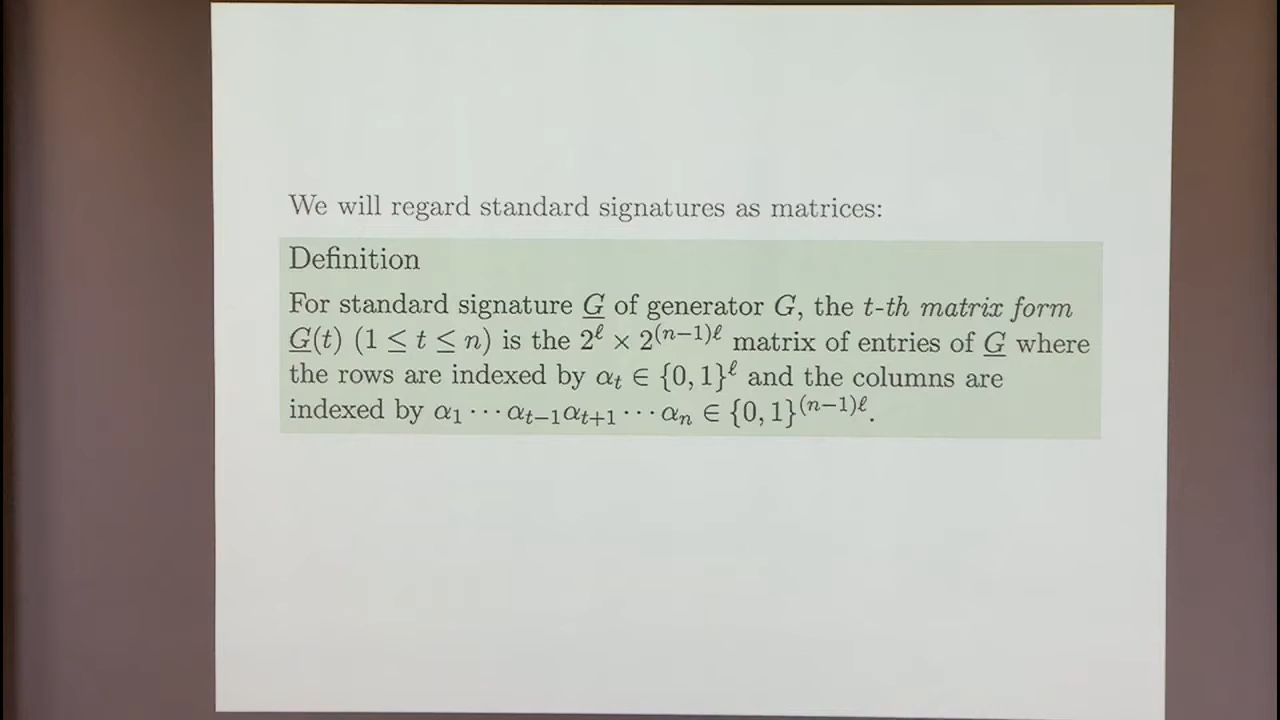 We will regard standard signatures as matrices:
Definition
For standard signature G̲ of generator G, the t-th matrix form
G̲(t) (1 ≤ t ≤ n) is the 2^ℓ × 2^{(n−1)ℓ} matrix of entries of G̲ where
the rows are indexed by α_t ∈ {0, 1}^ℓ and the columns are
indexed by α_1 ⋯ α_{t−1}α_{t+1} ⋯ α_n ∈ {0, 1}^{(n−1)ℓ}.